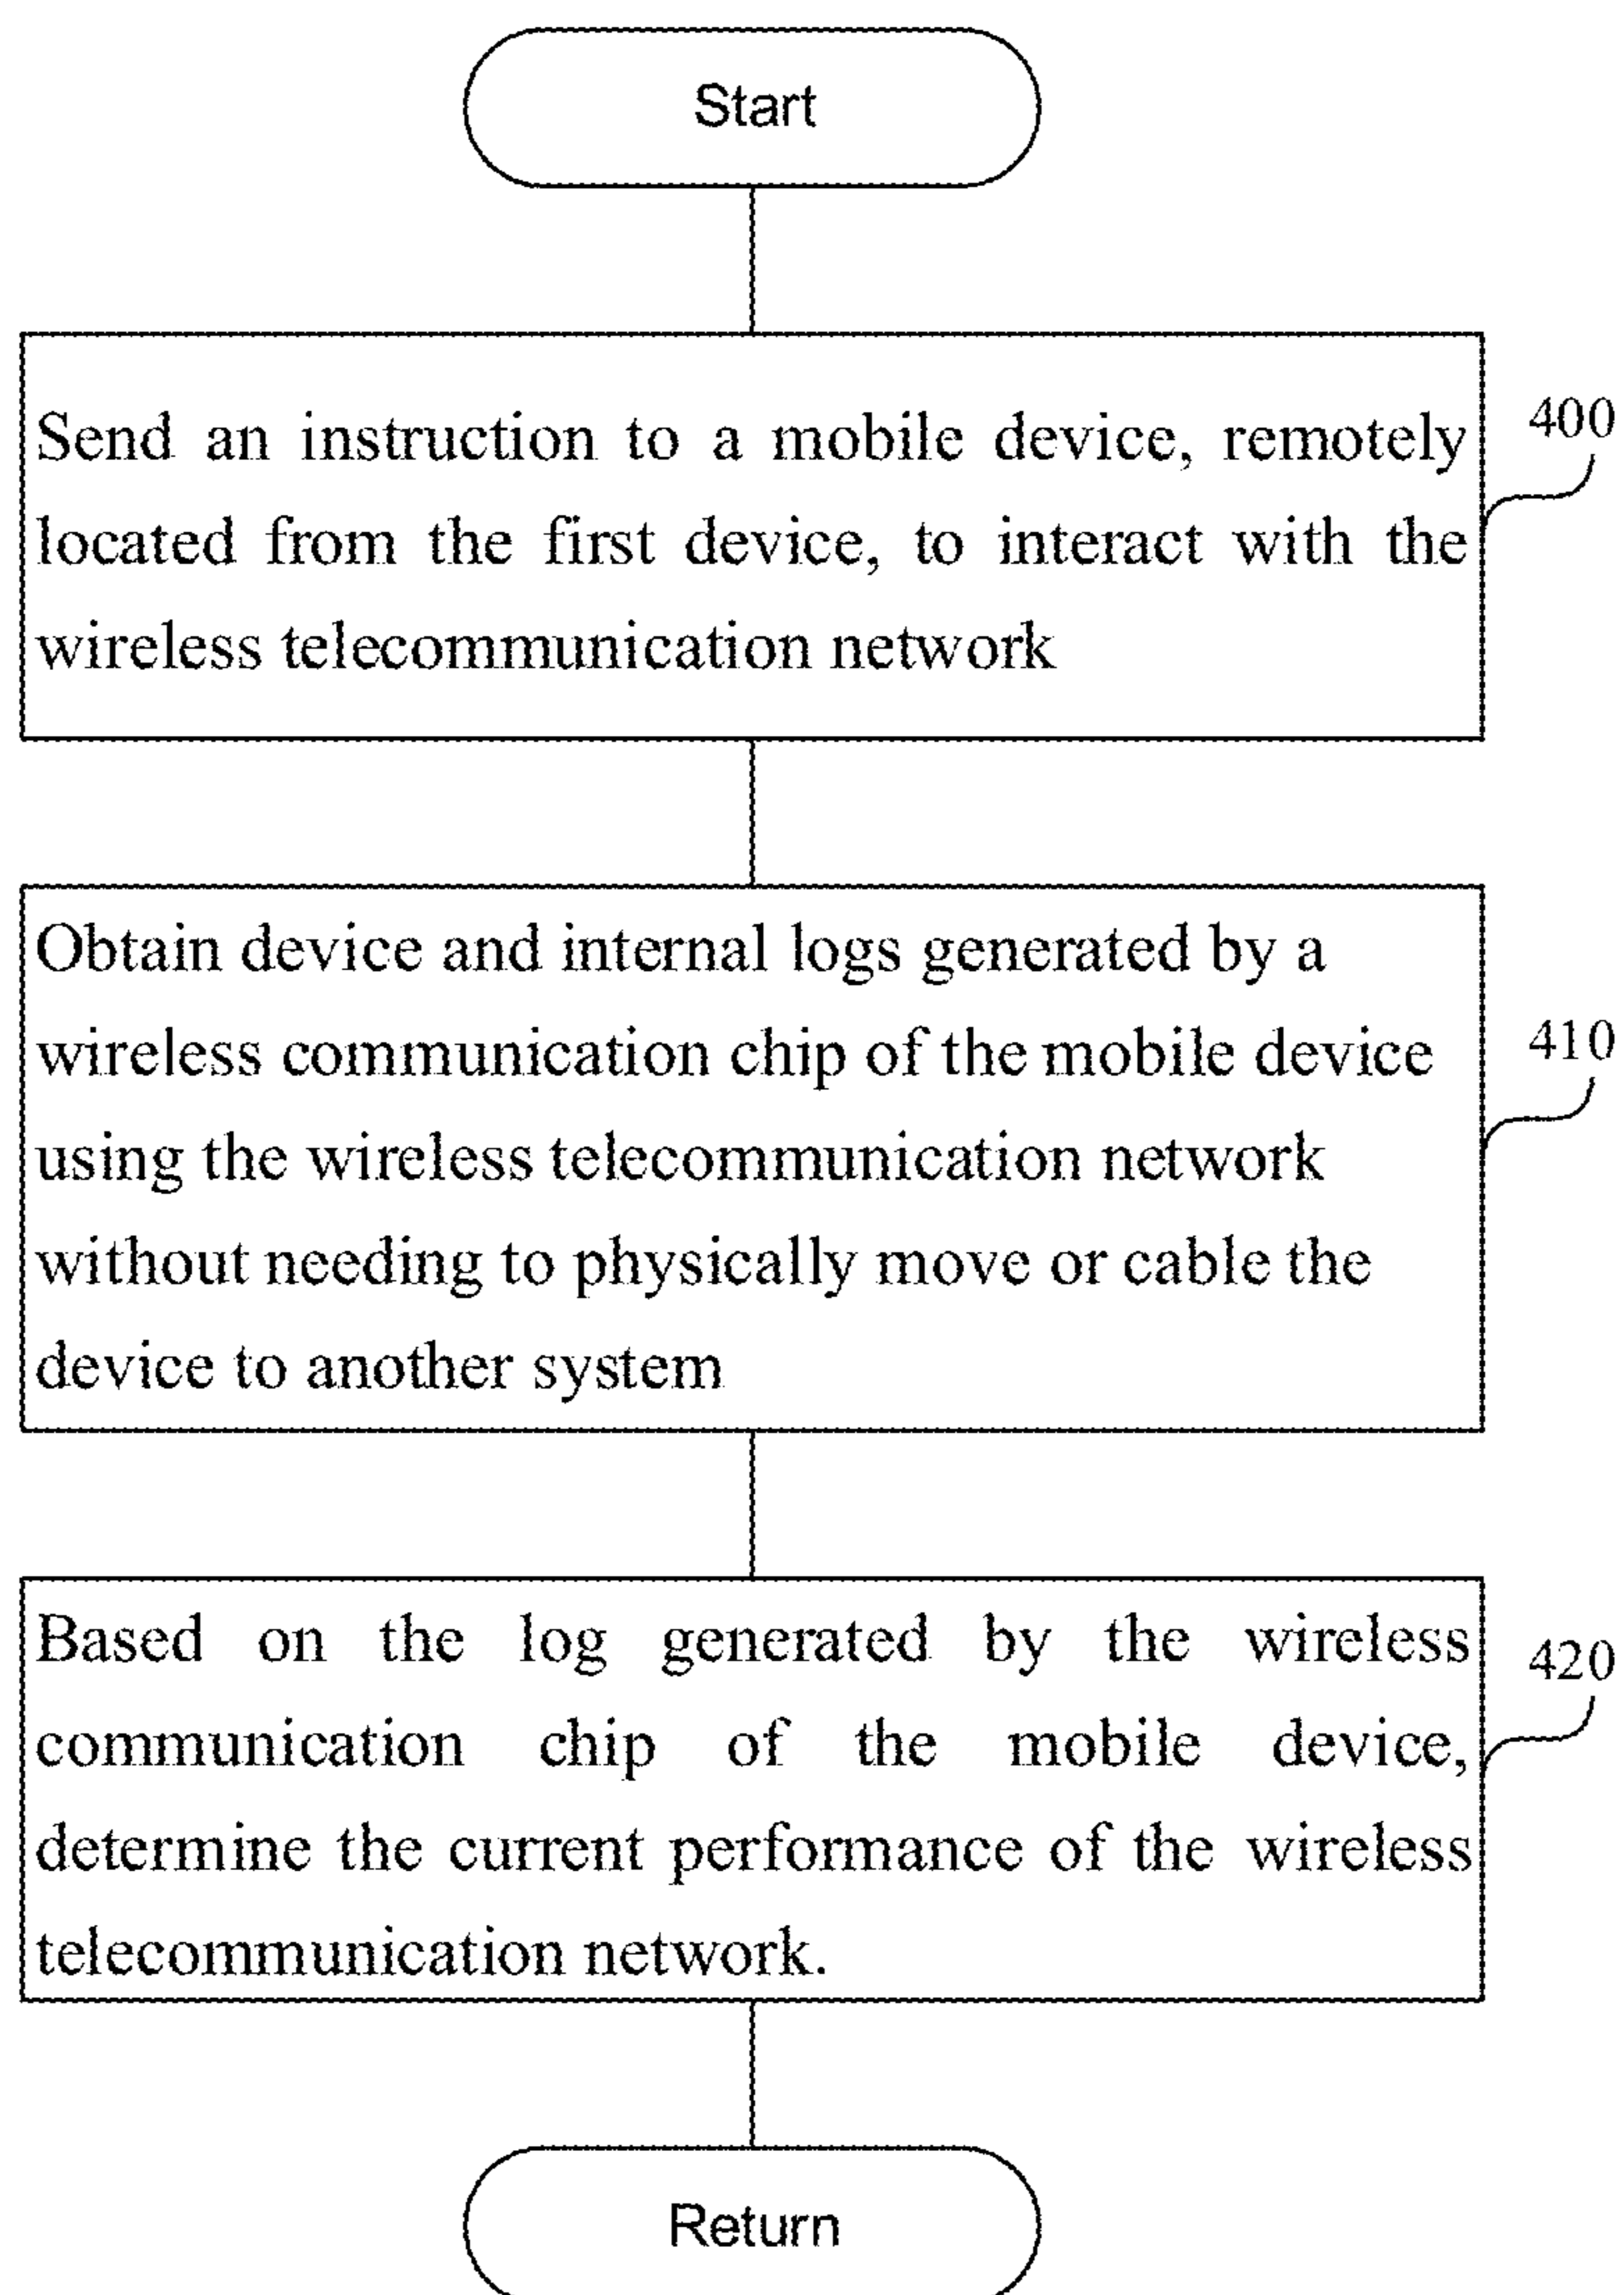 Start
Send an instruction to a mobile device, remotely
located from the first device, to interact with the
wireless telecommunication network
400
Obtain device and internal logs generated by a
wireless communication chip of the mobile device
using the wireless telecommunication network
without needing to physically move or cable the
device to another system
410
Based on the log generated by the wireless
communication chip of the mobile device,
determine the current performance of the wireless
telecommunication network.
420
Return